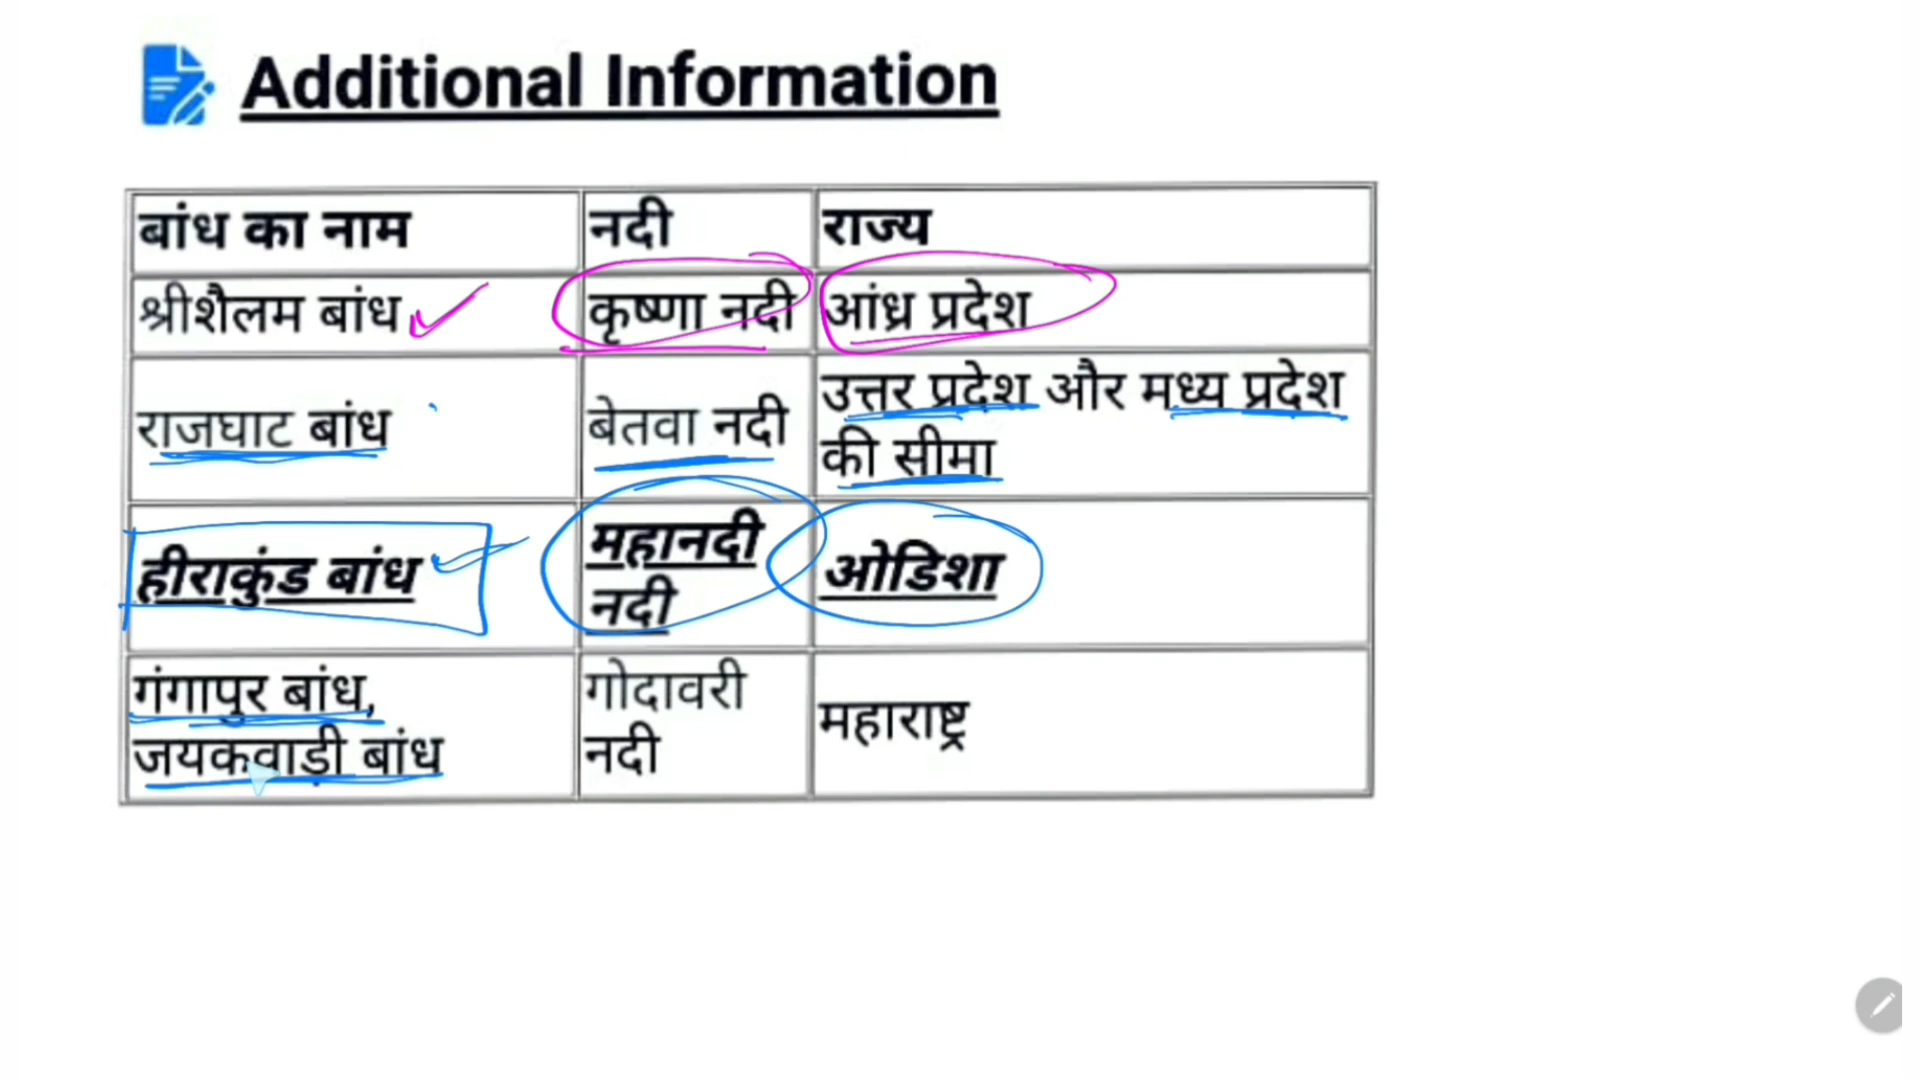 Additional Information
बांध का नाम नदी राज्य
श्रीशैलम बांध कृष्णा नदी आंध्र प्रदेश
राजघाट बांध बेतवा नदी उत्तर प्रदेश और मध्य प्रदेश
की सीमा
हीराकुंड बांध महानदी ओडिशा
नदी
गंगापुर बांध, गोदावरी महाराष्ट्र
जयकवाड़ी बांध नदी